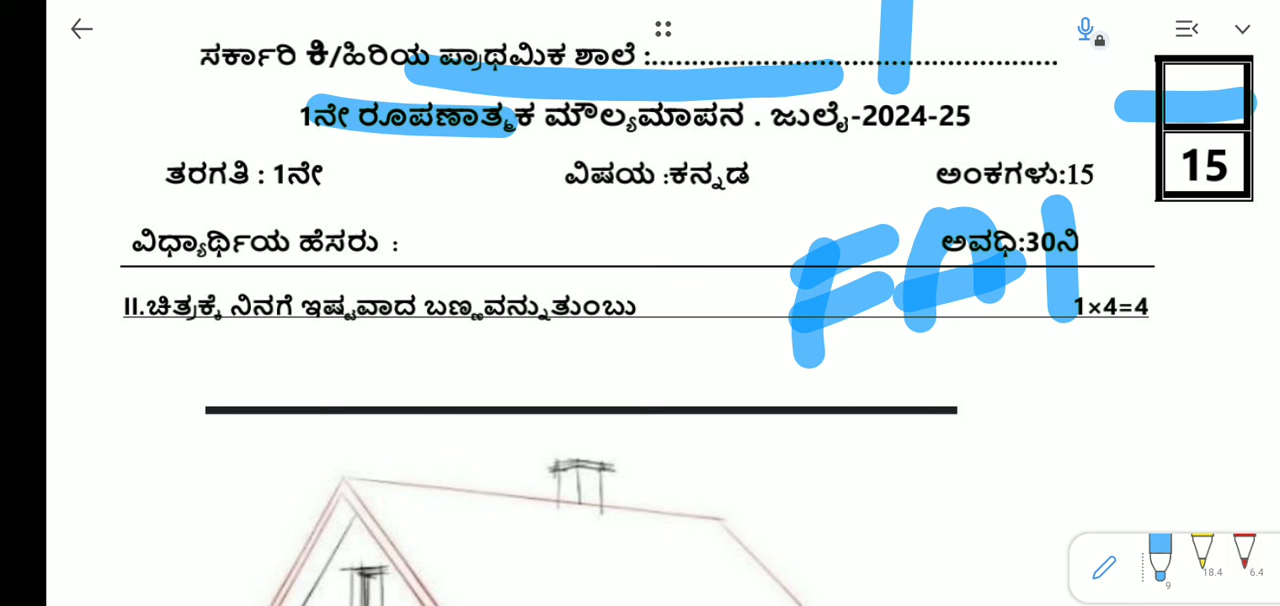 ಸರ್ಕಾರಿ ಕಿ/ಹಿರಿಯ ಪ್ರಾಥಮಿಕ ಶಾಲೆ :..................................................
1ನೇ ರೂಪಣಾತ್ಮಕ ಮೌಲ್ಯಮಾಪನ . ಜುಲೈ-2024-25
15
ತರಗತಿ : 1ನೇ ವಿಷಯ :ಕನ್ನಡ ಅಂಕಗಳು:15
ವಿಧ್ಯಾರ್ಥಿಯ ಹೆಸರು : ಅವಧಿ:30ನಿ
FA1
II.ಚಿತ್ರಕ್ಕೆ ನಿನಗೆ ಇಷ್ಟವಾದ ಬಣ್ಣವನ್ನುತುಂಬು 1×4=4
9 18.4 6.4